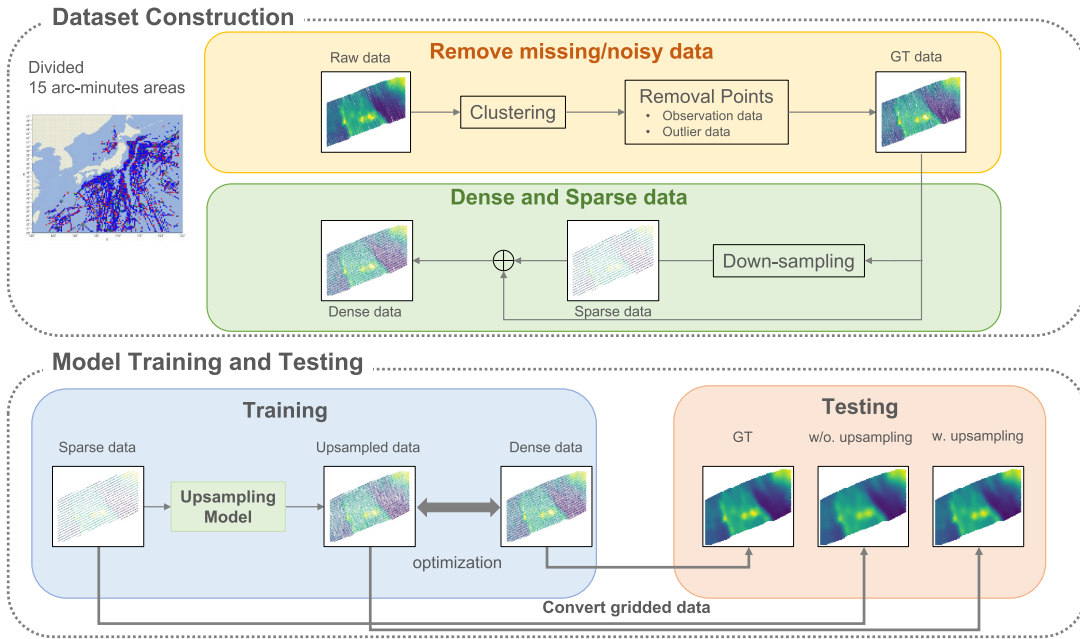 Dataset Construction
Divided
15 arc-minutes areas
Remove missing/noisy data
Raw data
Clustering
Removal Points
• Observation data
• Outlier data
GT data
Dense and Sparse data
Dense data
Sparse data
Down-sampling
Model Training and Testing
Training
Sparse data
Upsampling
Model
Upsampled data
Dense data
optimization
Testing
GT
w/o. upsampling
w. upsampling
Convert gridded data